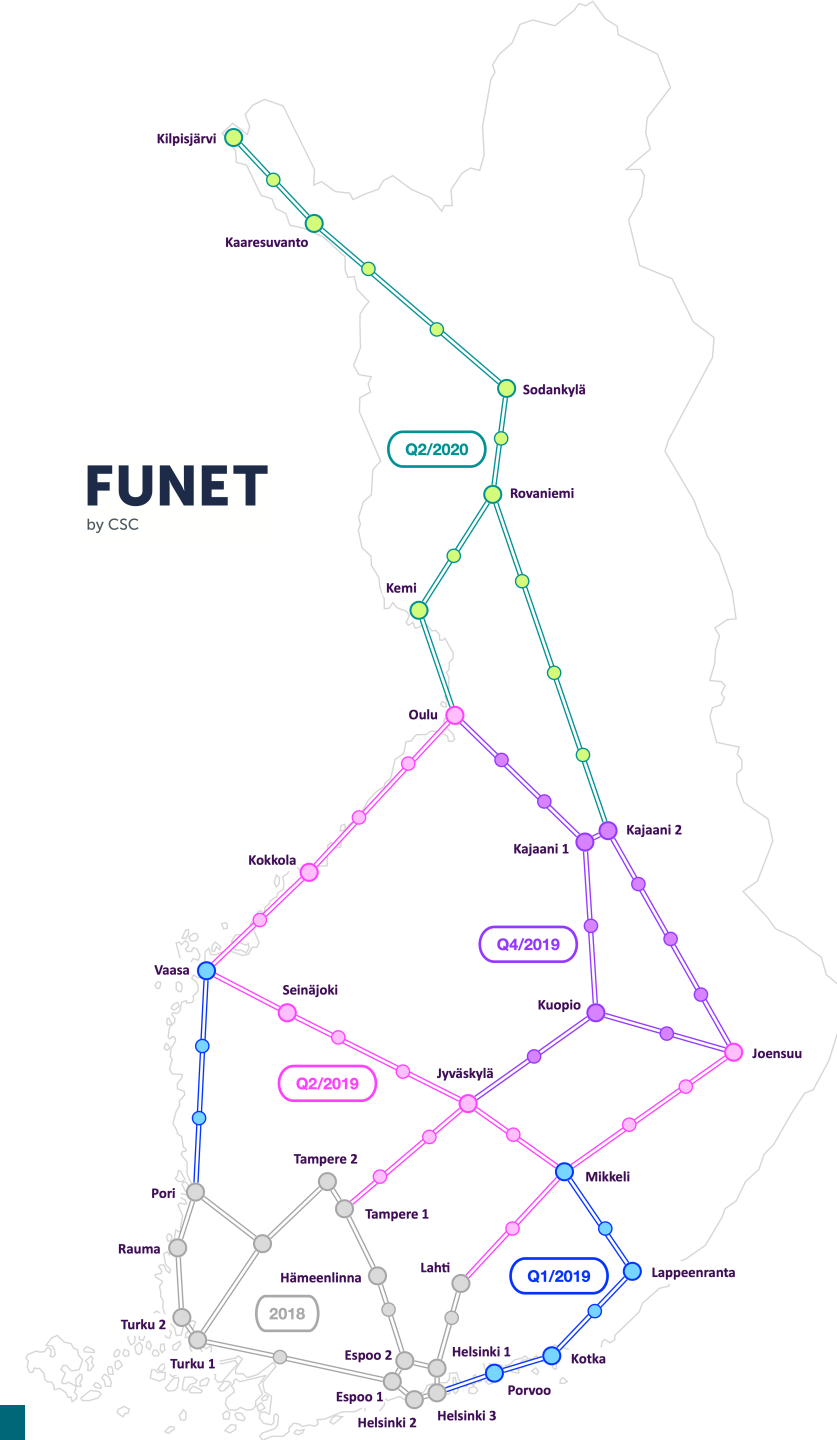 Kilpisjärvi
Kaaresuvanto
Sodankylä
Q2/2020
FUNET
by CSC
Rovaniemi
Kemi
Oulu
Kajaani 2
Kajaani 1
Kokkola
Q4/2019
Vaasa
Seinäjoki
Kuopio
Joensuu
Jyväskylä
Q2/2019
Tampere 2
Mikkeli
Pori
Tampere 1
Rauma
Lahti
Lappeenranta
Hämeenlinna
Q1/2019
2018
Turku 2
Helsinki 1
Espoo 2
Kotka
Turku 1
Porvoo
Espoo 1
Helsinki 3
Helsinki 2